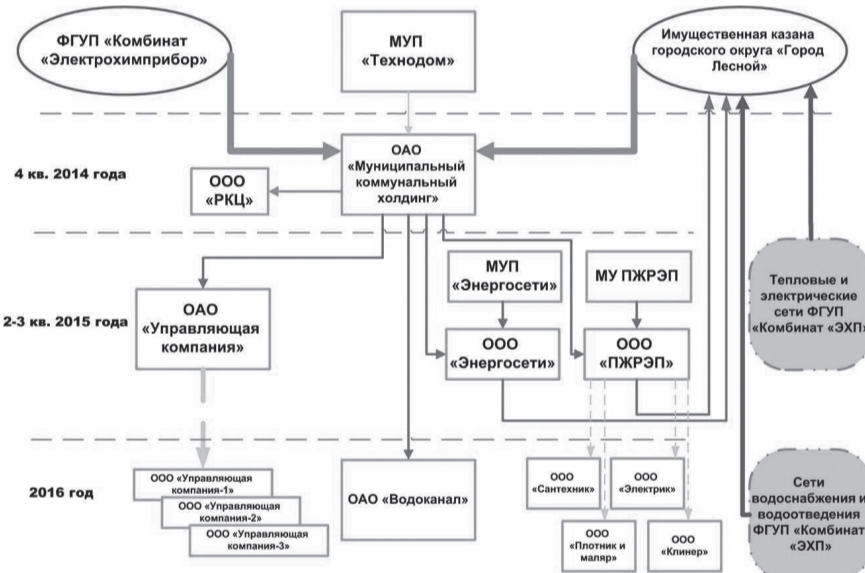 ФГУП «Комбинат
«Электрохимприбор»
МУП
«Технодом»
Имущественная казана
городского округа «Город
Лесной»
4 кв. 2014 года
ООО
«РКЦ»
ОАО
«Муниципальный
коммунальный
холдинг»
2-3 кв. 2015 года
ОАО
«Управляющая
компания»
МУП
«Энергосети»
МУ ПЖРЭП
ООО
«Энергосети»
ООО
«ПЖРЭП»
Тепловые и
электрические
сети ФГУП
«Комбинат «ЭХП»
2016 год
ООО «Управляющая
компания-1»
ООО «Управляющая
компания-2»
ООО «Управляющая
компания-3»
ОАО «Водоканал»
ООО
«Сантехник»
ООО
«Электрик»
ООО
«Плотник и
маляр»
ООО
«Клинер»
Сети
водоснабжения и
водоотведения
ФГУП «Комбинат
«ЭХП»